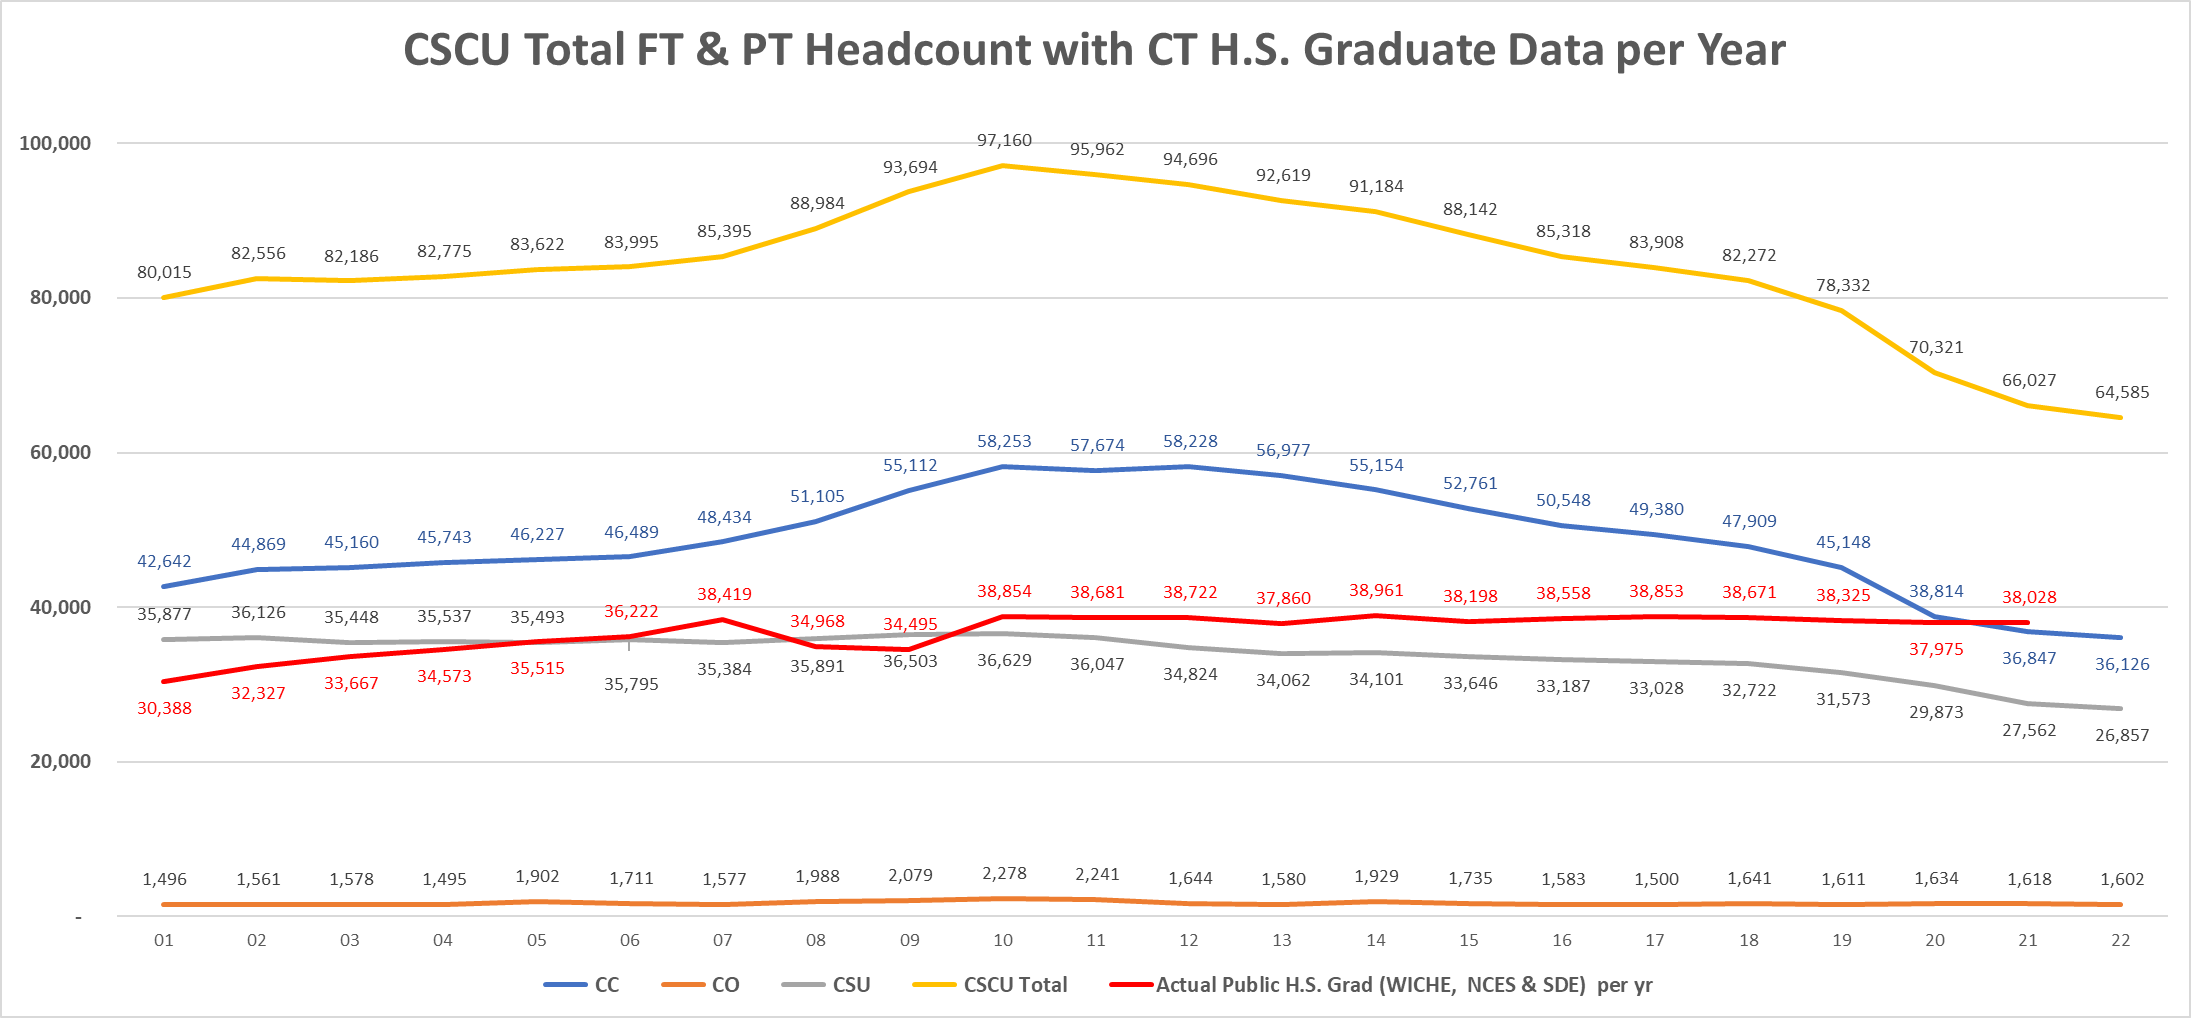 CSCU Total FT & PT Headcount with CT H.S. Graduate Data per Year
100,000
80,000
60,000
40,000
20,000
-
80,015 82,556 82,186 82,775 83,622 83,995 85,395 88,984 93,694 97,160 95,962 94,696 92,619 91,184 88,142 85,318 83,908 82,272 78,332 70,321 66,027 64,585
42,642 44,869 45,160 45,743 46,227 46,489 48,434 51,105 55,112 58,253 57,674 58,228 56,977 55,154 52,761 50,548 49,380 47,909 45,148 38,814 36,847 36,126
30,388 32,327 33,667 34,573 35,515 36,222 38,419 34,968 34,495 38,854 38,681 38,722 37,860 38,961 38,198 38,558 38,853 38,671 38,325 37,975 38,028
35,877 36,126 35,448 35,537 35,493 35,795 35,384 35,891 36,503 36,629 36,047 34,824 34,062 34,101 33,646 33,187 33,028 32,722 31,573 29,873 27,562 26,857
1,496 1,561 1,578 1,495 1,902 1,711 1,577 1,988 2,079 2,278 2,241 1,644 1,580 1,929 1,735 1,583 1,500 1,641 1,611 1,634 1,618 1,602
01 02 03 04 05 06 07 08 09 10 11 12 13 14 15 16 17 18 19 20 21 22
CC CO CSU CSCU Total Actual Public H.S. Grad (WICHE, NCES & SDE) per yr